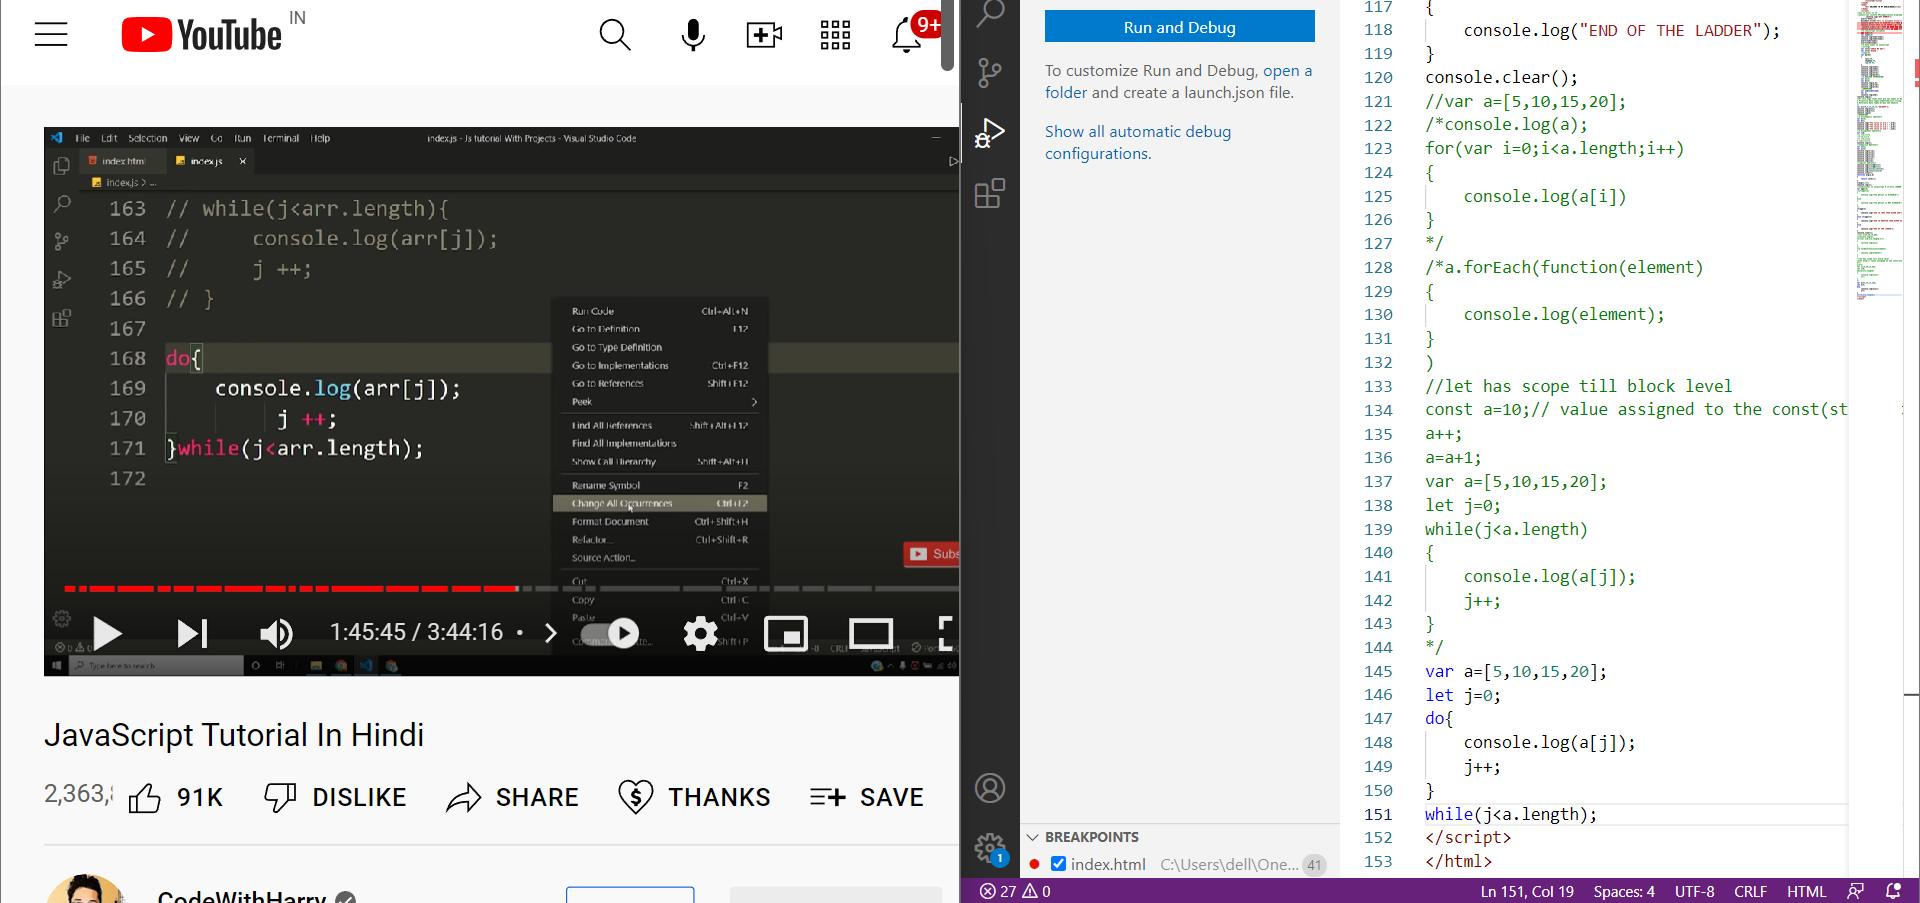 YouTube IN
9+
File Edit Selection View Go Run Terminal Help
index.js - Js tutorial With Projects - Visual Studio Code
index.html
index.js
index.js > ...
163 // while(j<arr.length){
164 //     console.log(arr[j]);
165 //     j ++;
166 // }
167
168 do{
169     console.log(arr[j]);
170         j ++;
171 }while(j<arr.length);
172
Run Code Ctrl+Alt+N
Go to Definition F12
Go to Type Definition
Go to Implementations Ctrl+F12
Go to References Shift+F12
Peek
Find All References Shift+Alt+F12
Find All Implementations
Show Call Hierarchy Shift+Alt+H
Rename Symbol F2
Change All Occurrences Ctrl+F2
Format Document Ctrl+Shift+H
Refactor... Ctrl+Shift+R
Source Action...
Cut Ctrl+X
Copy Ctrl+C
Paste Ctrl+V
Subs
1:45:45 / 3:44:16 •
Type here to search
JavaScript Tutorial In Hindi
2,363,
91K
DISLIKE
SHARE
THANKS
SAVE
CodeWithHarry
Run and Debug
To customize Run and Debug, open a
folder and create a launch.json file.
Show all automatic debug
configurations.
BREAKPOINTS
index.html C:\Users\dell\One... 41
1
117 {
118     console.log("END OF THE LADDER");
119 }
120 console.clear();
121 //var a=[5,10,15,20];
122 /*console.log(a);
123 for(var i=0;i<a.length;i++)
124 {
125     console.log(a[i])
126 }
127 */
128 /*a.forEach(function(element)
129 {
130     console.log(element);
131 }
132 )
133 //let has scope till block level
134 const a=10;// value assigned to the const(st
135 a++;
136 a=a+1;
137 var a=[5,10,15,20];
138 let j=0;
139 while(j<a.length)
140 {
141     console.log(a[j]);
142     j++;
143 }
144 */
145 var a=[5,10,15,20];
146 let j=0;
147 do{
148     console.log(a[j]);
149     j++;
150 }
151 while(j<a.length);
152 </script>
153 </html>
27 0
Ln 151, Col 19 Spaces: 4 UTF-8 CRLF HTML